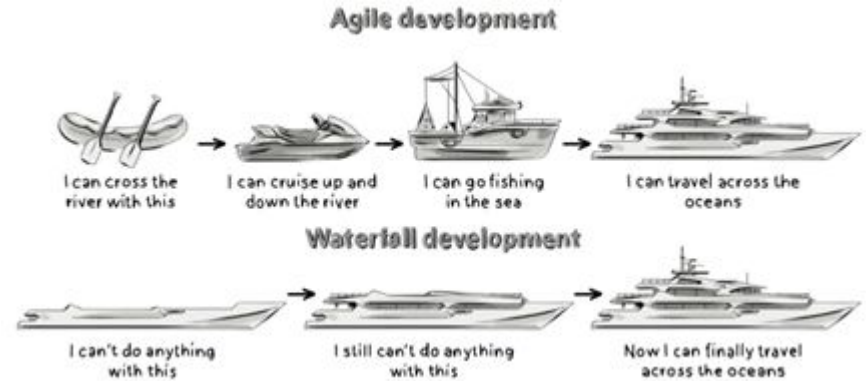 Agile development
I can cross the
river with this
I can cruise up and
down the river
I can go fishing
in the sea
I can travel across the
oceans
Waterfall development
I can't do anything
with this
I still can't do anything
with this
Now I can finally travel
across the oceans